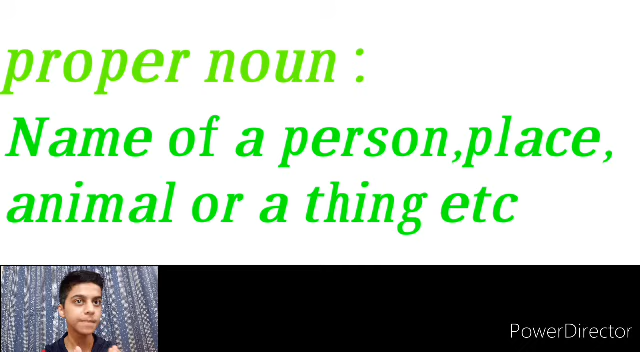 proper noun :
Name of a person,place,
animal or a thing etc
PowerDirector